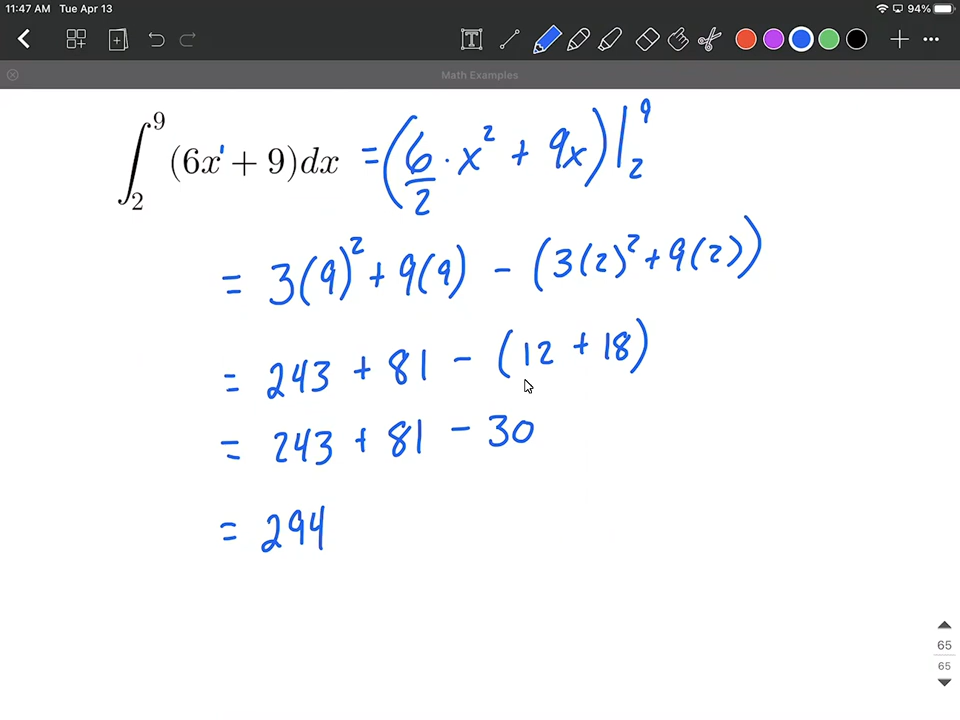 11:47 AM Tue Apr 13 94%
T
Math Examples
∫₂⁹ (6x¹ + 9)dx = (6/2 · x² + 9x)|₂⁹
= 3(9)² + 9(9) - (3(2)² + 9(2))
= 243 + 81 - (12 + 18)
= 243 + 81 - 30
= 294
65
65